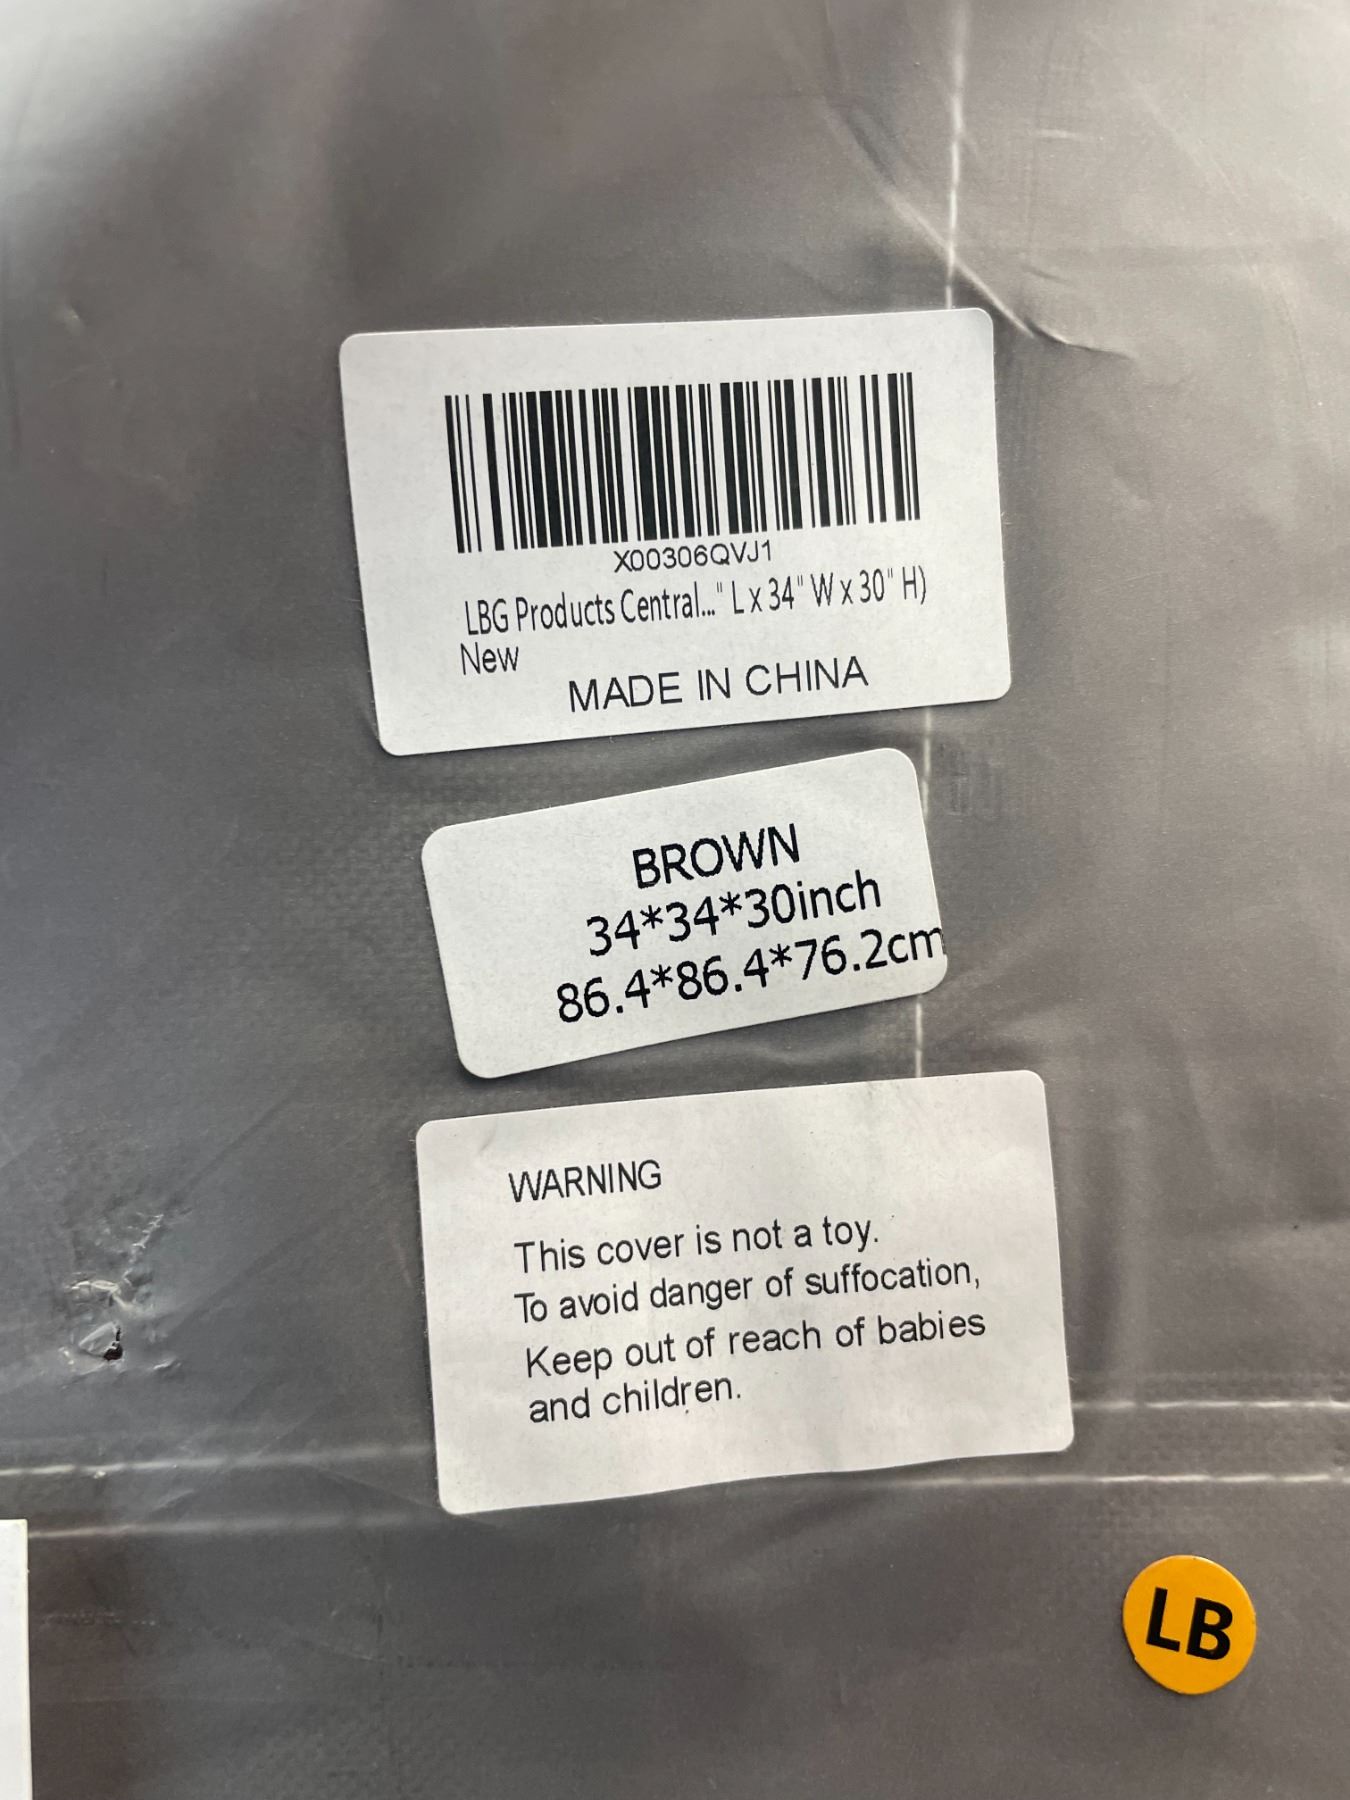 X00306QVJ1
LBG Products Central..." L x 34" W x 30" H)
New
MADE IN CHINA
BROWN
34*34*30inch
86.4*86.4*76.2cm
WARNING
This cover is not a toy.
To avoid danger of suffocation,
Keep out of reach of babies
and children.
LB